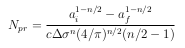 N_{pr} = \frac{a_i^{1-n/2} - a_f^{1-n/2}}{c\Delta\sigma^n(4/\pi)^{n/2}(n/2-1)}